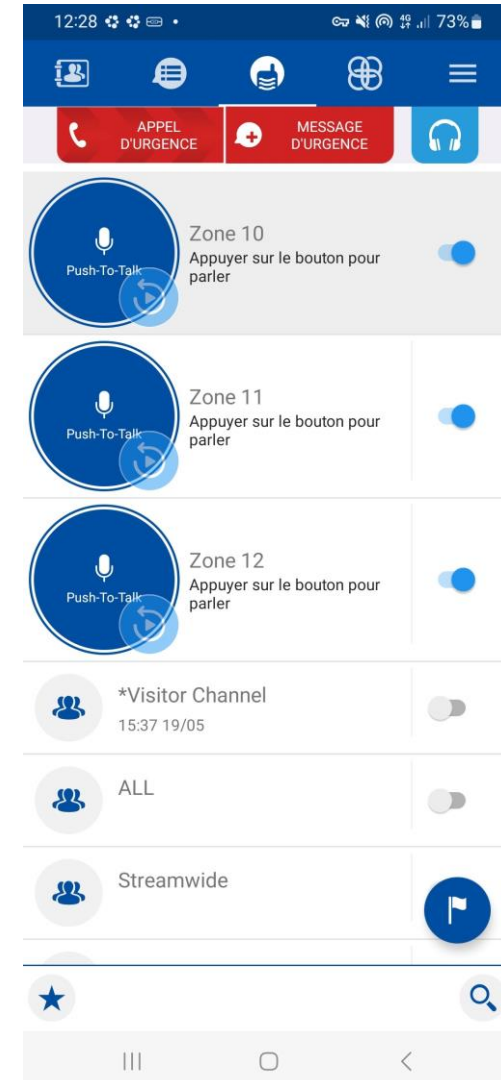 12:28
4G
73%
APPEL
D'URGENCE
MESSAGE
D'URGENCE
Push-To-Talk
Zone 10
Appuyer sur le bouton pour
parler
Push-To-Talk
Zone 11
Appuyer sur le bouton pour
parler
Push-To-Talk
Zone 12
Appuyer sur le bouton pour
parler
*Visitor Channel
15:37 19/05
ALL
Streamwide